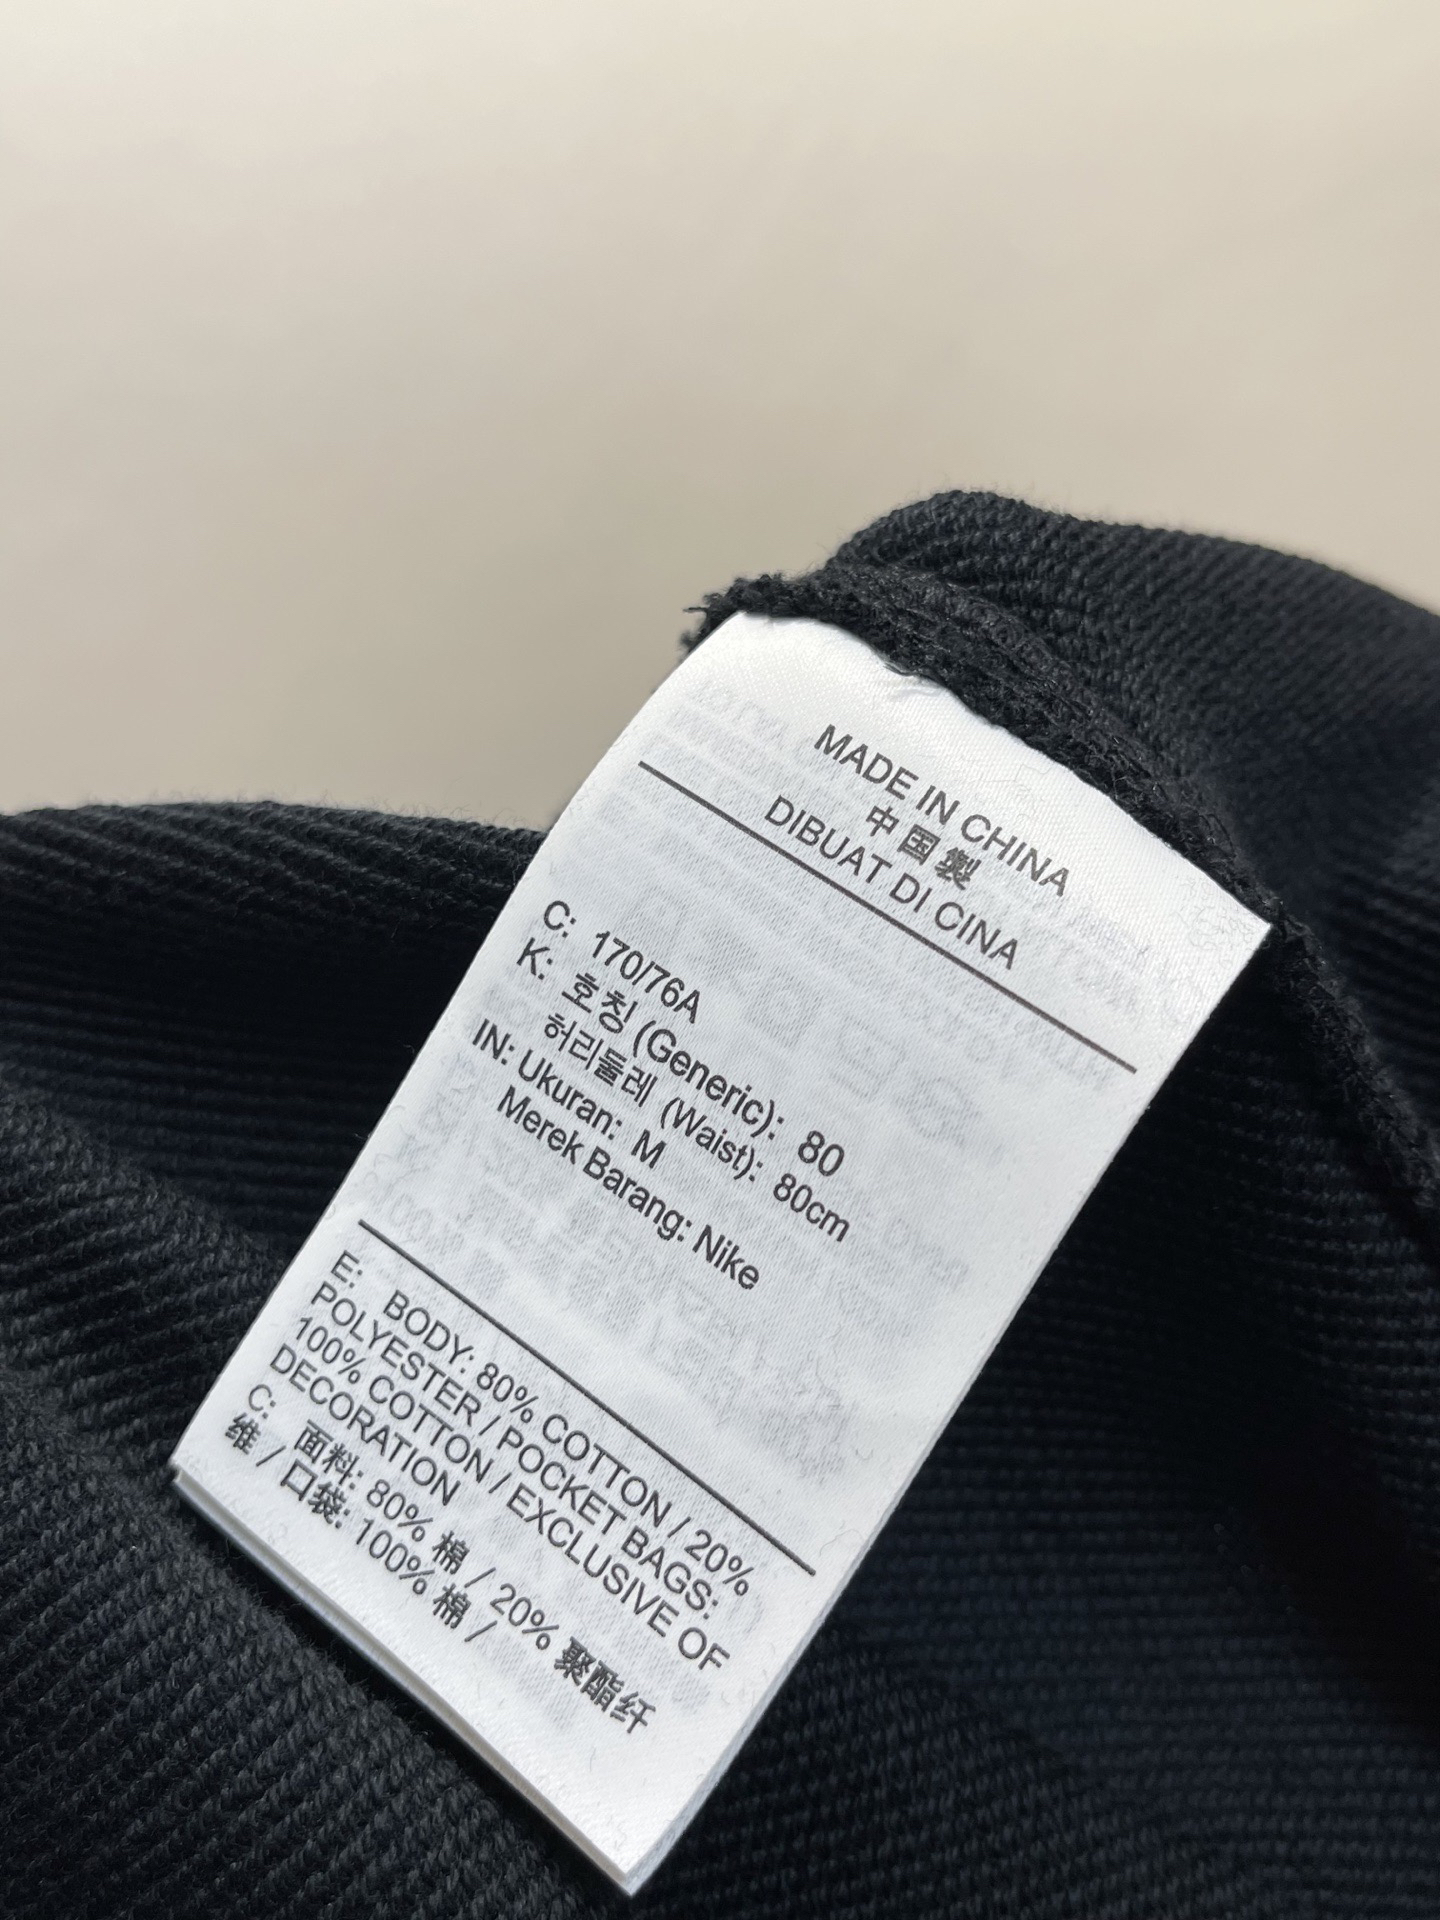 MADE IN CHINA
中国製
DIBUAT DI CINA
C: 170/76A
K: 호칭 (Generic): 80
허리둘레 (Waist): 80cm
IN: Ukuran: M
Merek Barang: Nike
E: BODY: 80% COTTON / 20%
POLYESTER / POCKET BAGS:
100% COTTON / EXCLUSIVE OF
DECORATION
C: 面料: 80% 棉 / 20% 聚酯纤
维 / 口袋: 100% 棉 /